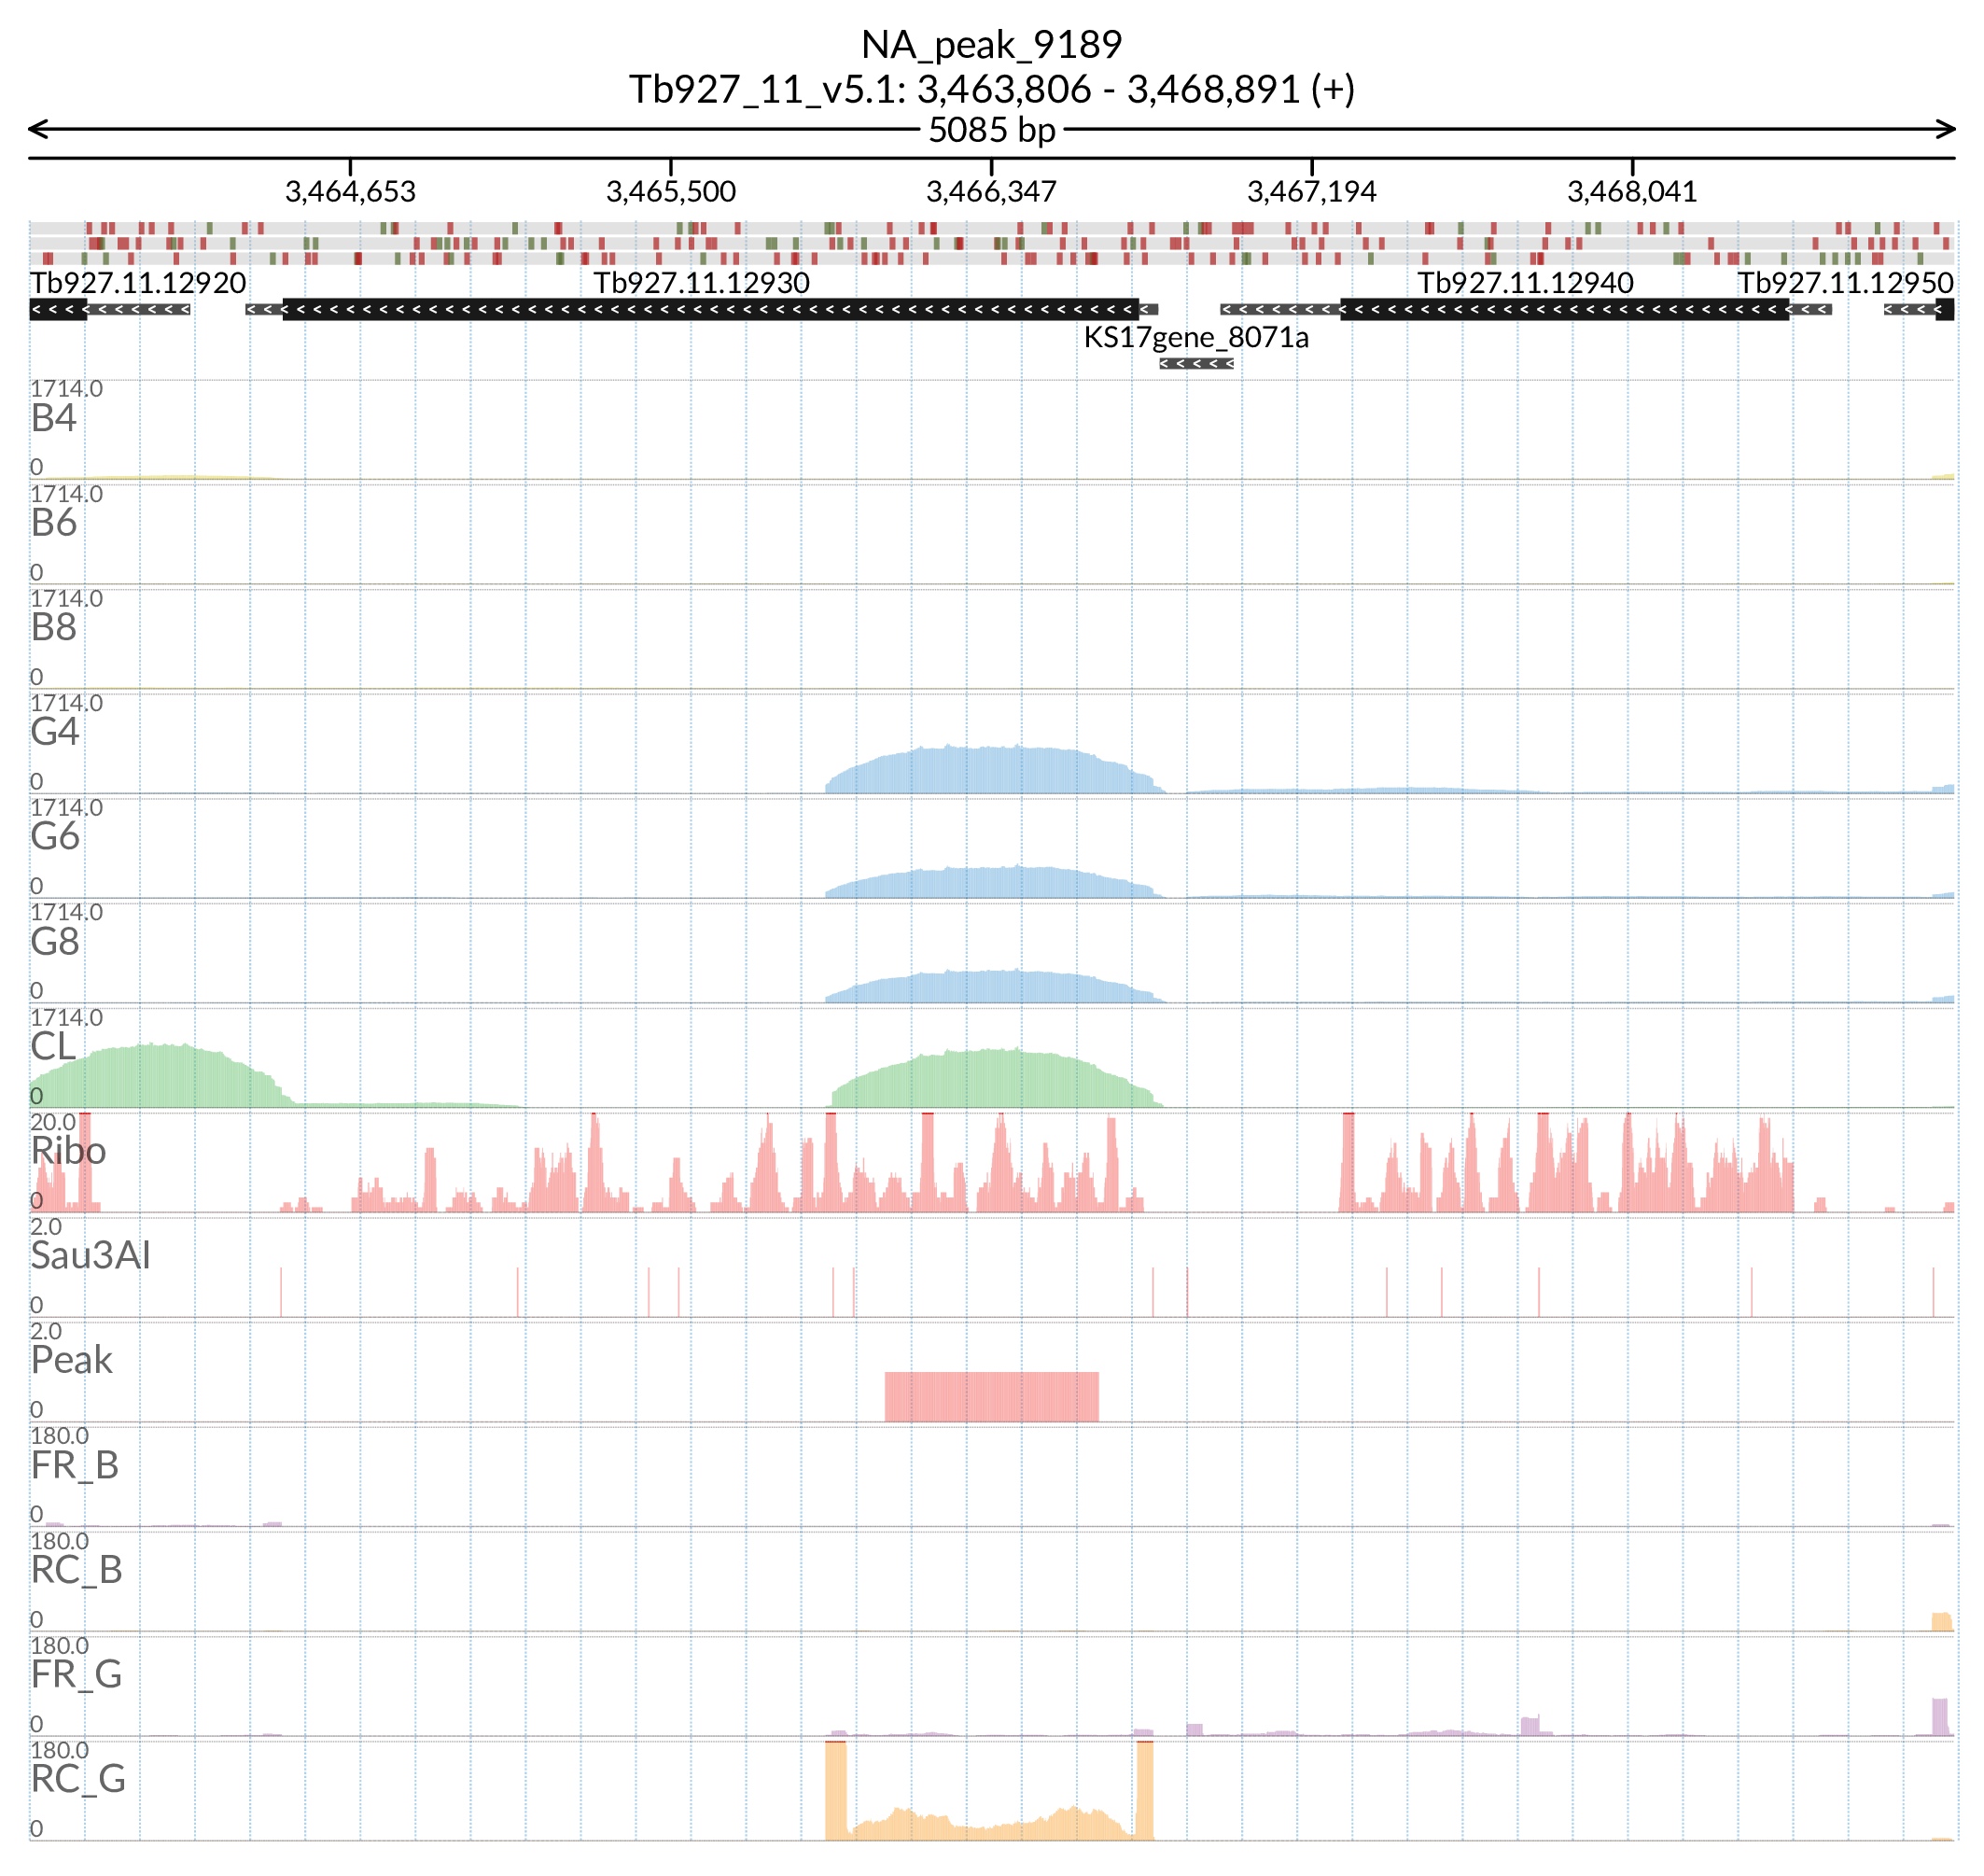 NA_peak_9189
Tb927_11_v5.1: 3,463,806 - 3,468,891 (+)
5085 bp
3,464,653 3,465,500 3,466,347 3,467,194 3,468,041
Tb927.11.12920 Tb927.11.12930 Tb927.11.12940 Tb927.11.12950
KS17gene_8071a
1714.0
B4
0
1714.0
B6
0
1714.0
B8
0
1714.0
G4
0
1714.0
G6
0
1714.0
G8
0
1714.0
CL
0
20.0
Ribo
0
2.0
Sau3AI
0
2.0
Peak
0
180.0
FR_B
0
180.0
RC_B
0
180.0
FR_G
0
180.0
RC_G
0